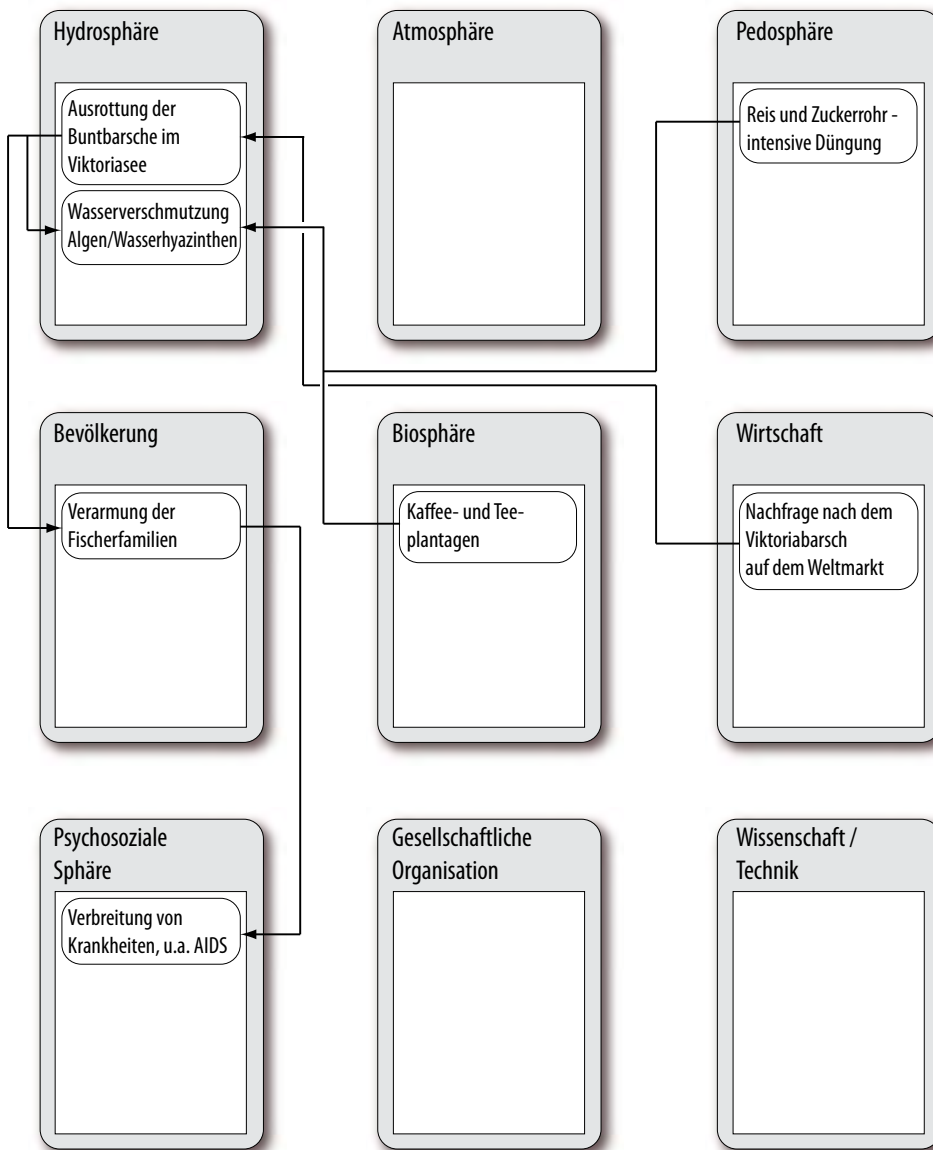 Hydrosphäre
Ausrottung der
Buntbarsche im
Viktoriasee
Wasserverschmutzung
Algen/Wasserhyazinthen
Atmosphäre
Pedosphäre
Reis und Zuckerrohr -
intensive Düngung
Bevölkerung
Verarmung der
Fischerfamilien
Biosphäre
Kaffee- und Tee-
plantagen
Wirtschaft
Nachfrage nach dem
Viktoriabarsch
auf dem Weltmarkt
Psychosoziale
Sphäre
Verbreitung von
Krankheiten, u.a. AIDS
Gesellschaftliche
Organisation
Wissenschaft /
Technik